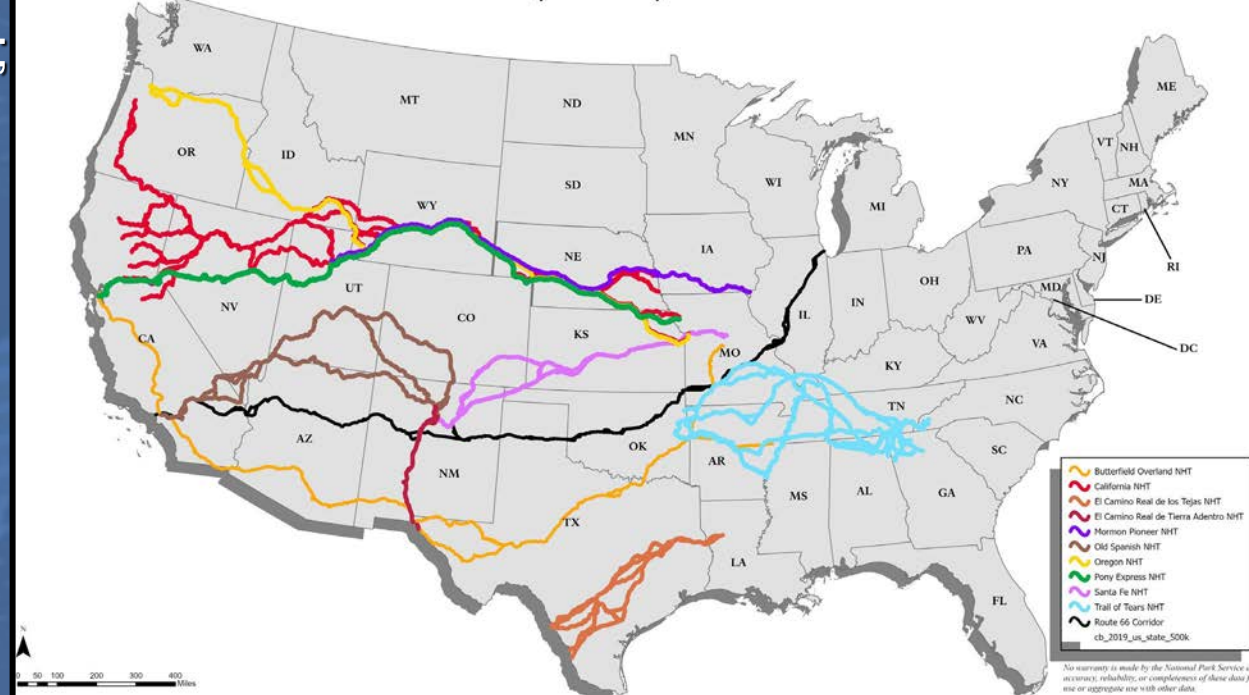 WA
MT
ND
MN
ME
OR
ID
SD
WI
VT
NH
NY
MA
CT
WY
MI
RI
NE
IA
PA
NJ
OH
MD
DE
NV
UT
IL
IN
WV
DC
CA
CO
KS
MO
VA
KY
NC
TN
AZ
OK
AR
NM
SC
MS
AL
GA
TX
LA
FL
Butterfield Overland NHT
California NHT
El Camino Real de los Tejas NHT
El Camino Real de Tierra Adentro NHT
Mormon Pioneer NHT
Old Spanish NHT
Oregon NHT
Pony Express NHT
Santa Fe NHT
Trail of Tears NHT
Route 66 Corridor
cb_2019_us_state_500k
N
0 50 100 200 300 400
Miles
No warranty is made by the National Park Service
accuracy, reliability, or completeness of these data
use or aggregate use with other data.